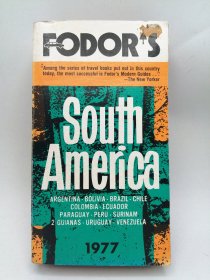 FODOR'S
"Among the series of travel books put out in this country
today, the most successful is Fodor's Modern Guides . . ."
—The New Yorker
South
America
ARGENTINA · BOLIVIA · BRAZIL · CHILE
COLOMBIA · ECUADOR
PARAGUAY · PERU · SURINAM
2 GUIANAS · URUGUAY · VENEZUELA
1977